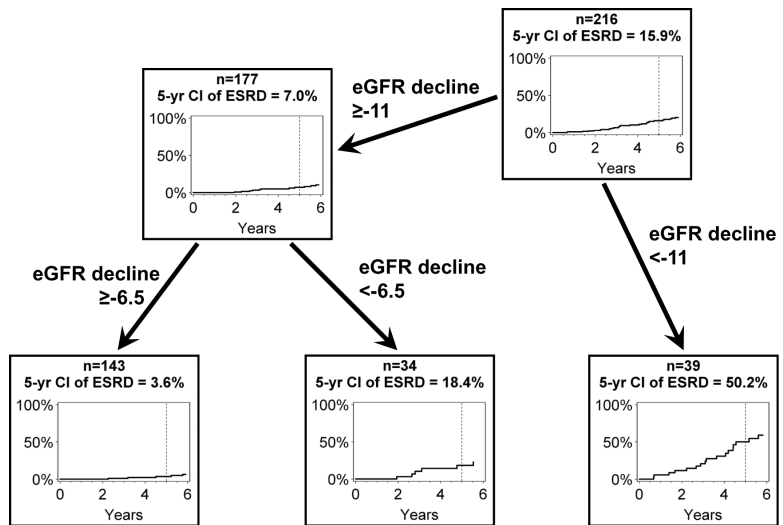 n=216
5-yr CI of ESRD = 15.9%
100%
50%
0%
0 2 4 6
Years
eGFR decline
≥-11
n=177
5-yr CI of ESRD = 7.0%
100%
50%
0%
0 2 4 6
Years
eGFR decline
<-11
eGFR decline
≥-6.5
eGFR decline
<-6.5
n=143
5-yr CI of ESRD = 3.6%
100%
50%
0%
0 2 4 6
Years
n=34
5-yr CI of ESRD = 18.4%
100%
50%
0%
0 2 4 6
Years
n=39
5-yr CI of ESRD = 50.2%
100%
50%
0%
0 2 4 6
Years